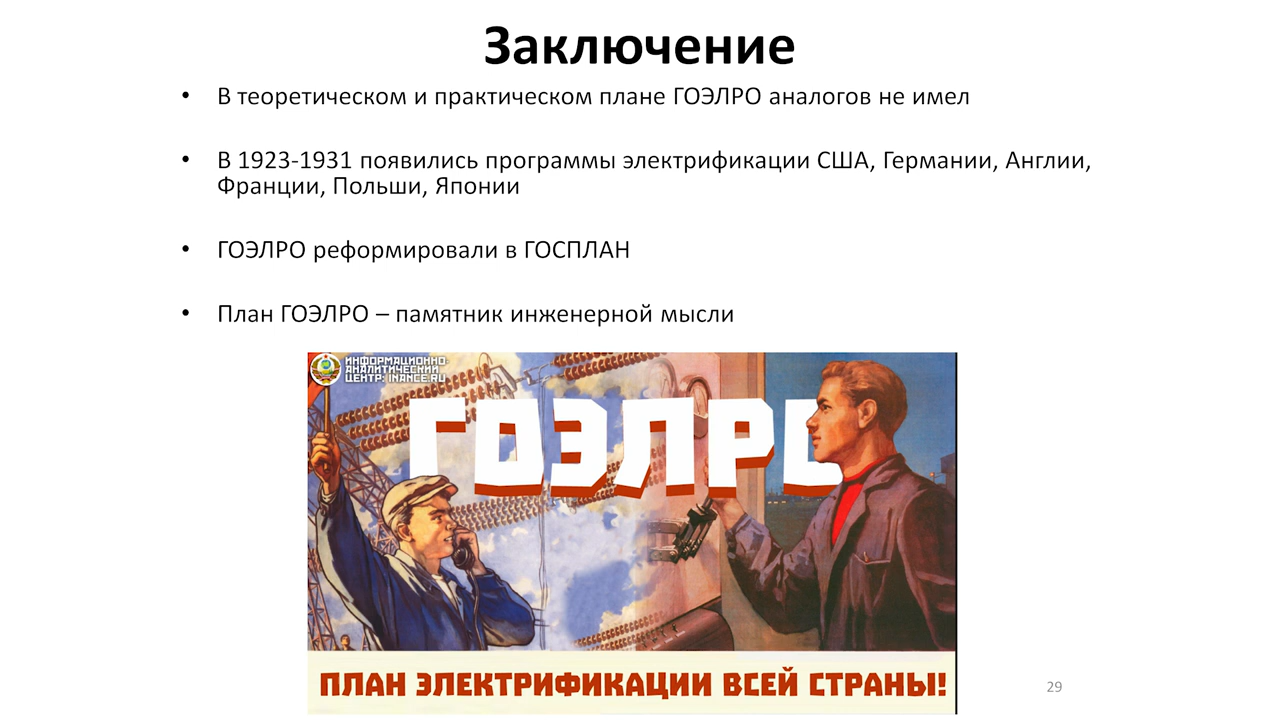 Заключение
• В теоретическом и практическом плане ГОЭЛРО аналогов не имел
• В 1923-1931 появились программы электрификации США, Германии, Англии,
Франции, Польши, Японии
• ГОЭЛРО реформировали в ГОСПЛАН
• План ГОЭЛРО – памятник инженерной мысли
ИНФОРМАЦИОННО
АНАЛИТИЧЕСКИЙ
ЦЕНТР: INANCE.RU
ГОЭЛРО
ПЛАН ЭЛЕКТРИФИКАЦИИ ВСЕЙ СТРАНЫ!
29